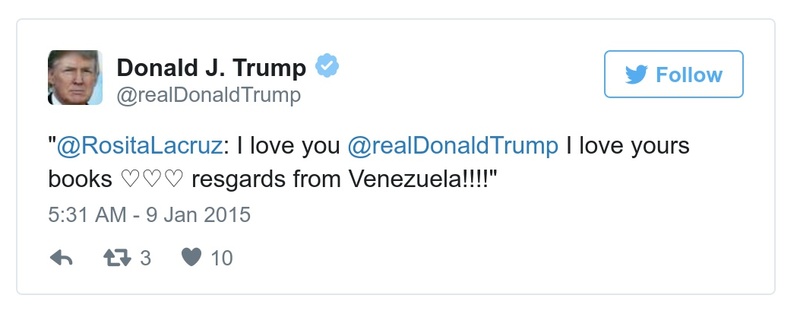 Donald J. Trump
@realDonaldTrump
Follow
"@RositaLacruz: I love you @realDonaldTrump I love yours
books ♡♡♡ resgards from Venezuela!!!!"
5:31 AM - 9 Jan 2015
3 10